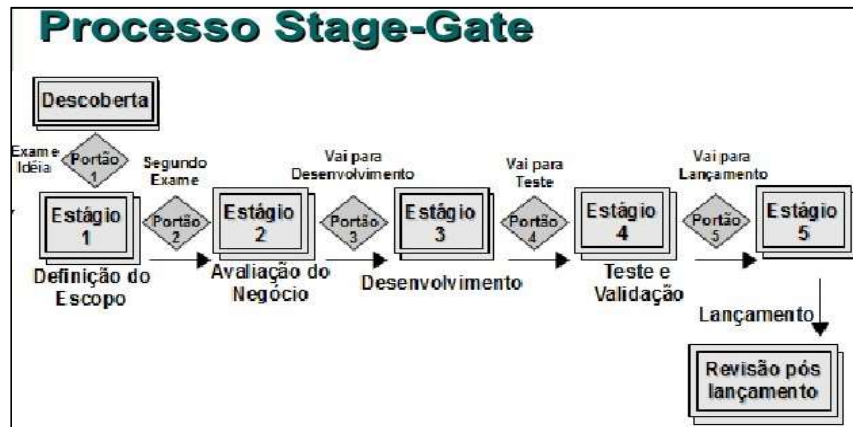 Processo Stage-Gate
Descoberta
Exame
Idéia
Portão
1
Segundo
Exame
Vai para
Desenvolvimento
Vai para
Teste
Vai para
Lançamento
Estágio
1
Portão
2
Estágio
2
Portão
3
Estágio
3
Portão
4
Estágio
4
Portão
5
Estágio
5
Definição do
Escopo
Avaliação do
Negócio
Desenvolvimento
Teste e
Validação
Lançamento
Revisão pós
lançamento